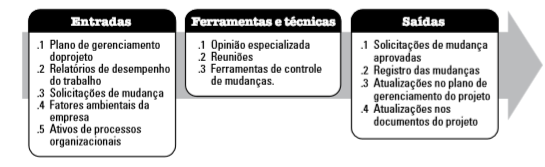 Entradas
.1 Plano de gerenciamento
doprojeto
.2 Relatórios de desempenho
do trabalho
.3 Solicitações de mudança
.4 Fatores ambientais da
empresa
.5 Ativos de processos
organizacionais
Ferramentas e técnicas
.1 Opinião especializada
.2 Reuniões
.3 Ferramentas de controle
de mudanças.
Saídas
.1 Solicitações de mudança
aprovadas
.2 Registro das mudanças
.3 Atualizações no plano de
gerenciamento do projeto
.4 Atualizações nos
documentos do projeto